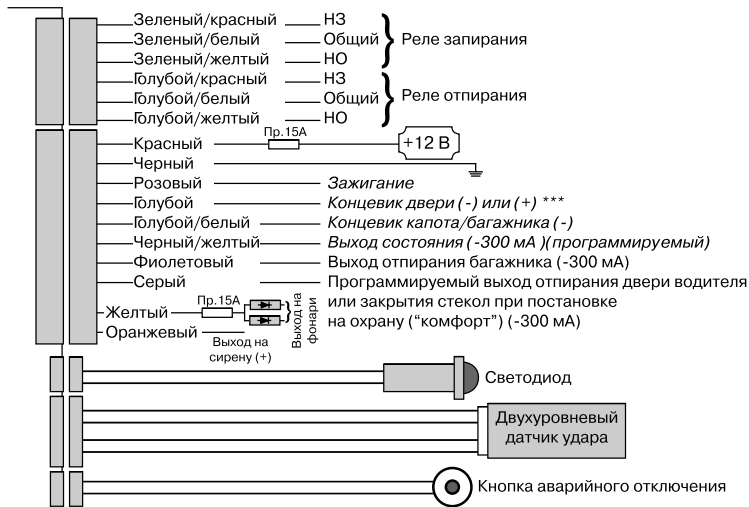 Зеленый/красный НЗ
Зеленый/белый Общий
Зеленый/желтый НО
Реле запирания
Голубой/красный НЗ
Голубой/белый Общий
Голубой/желтый НО
Реле отпирания
Красный Пр.15А +12 В
Черный
Розовый Зажигание
Голубой Концевик двери (-) или (+) ***
Голубой/белый Концевик капота/багажника (-)
Черный/желтый Выход состояния (-300 мА )(программируемый)
Фиолетовый Выход отпирания багажника (-300 мА)
Серый Программируемый выход отпирания двери водителя
или закрытия стекол при постановке
на охрану (“комфорт”) (-300 мА)
Желтый Пр.15А
Выход на
фонари
Оранжевый
Выход на
сирену (+)
Светодиод
Двухуровневый
датчик удара
Кнопка аварийного отключения